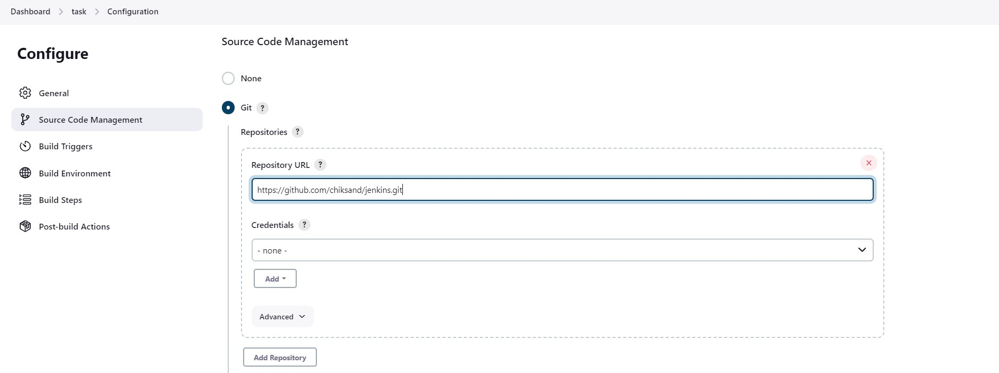 Dashboard > task > Configuration
Configure
General
Source Code Management
Build Triggers
Build Environment
Build Steps
Post-build Actions
Source Code Management
None
Git ?
Repositories ?
Repository URL ?
https://github.com/chiksand/jenkins.git
Credentials ?
- none -
Add
Advanced
Add Repository